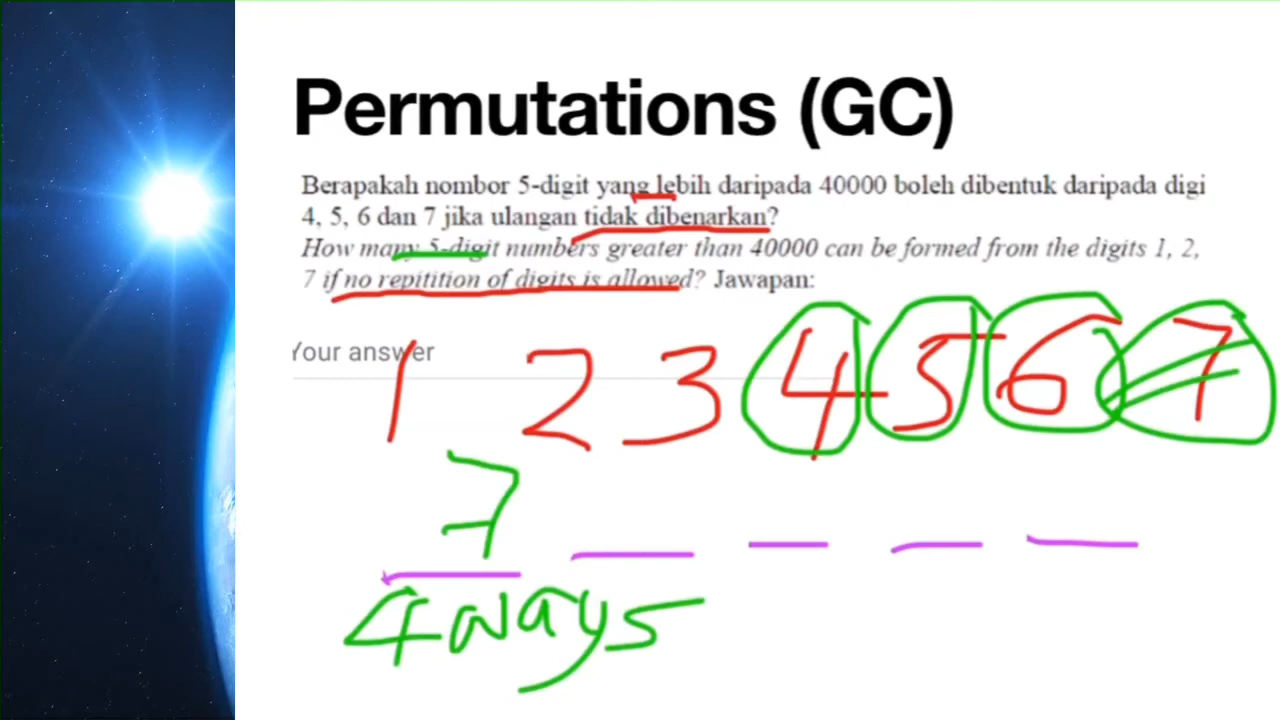 Permutations (GC)
Berapakah nombor 5-digit yang lebih daripada 40000 boleh dibentuk daripada digi
4, 5, 6 dan 7 jika ulangan tidak dibenarkan?
How many 5-digit numbers greater than 40000 can be formed from the digits 1, 2,
7 if no repitition of digits is allowed? Jawapan:
Your answer
1 2 3 4 5 6 7
7
4 ways